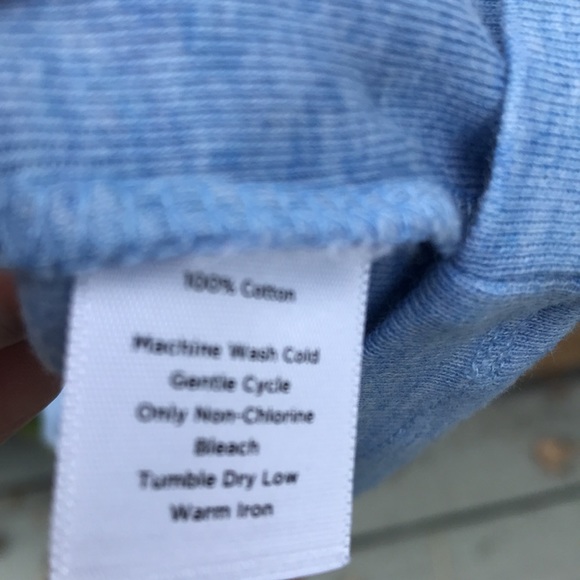 100% Cotton
Machine Wash Cold
Gentle Cycle
Only Non-Chlorine
Bleach
Tumble Dry Low
Warm Iron